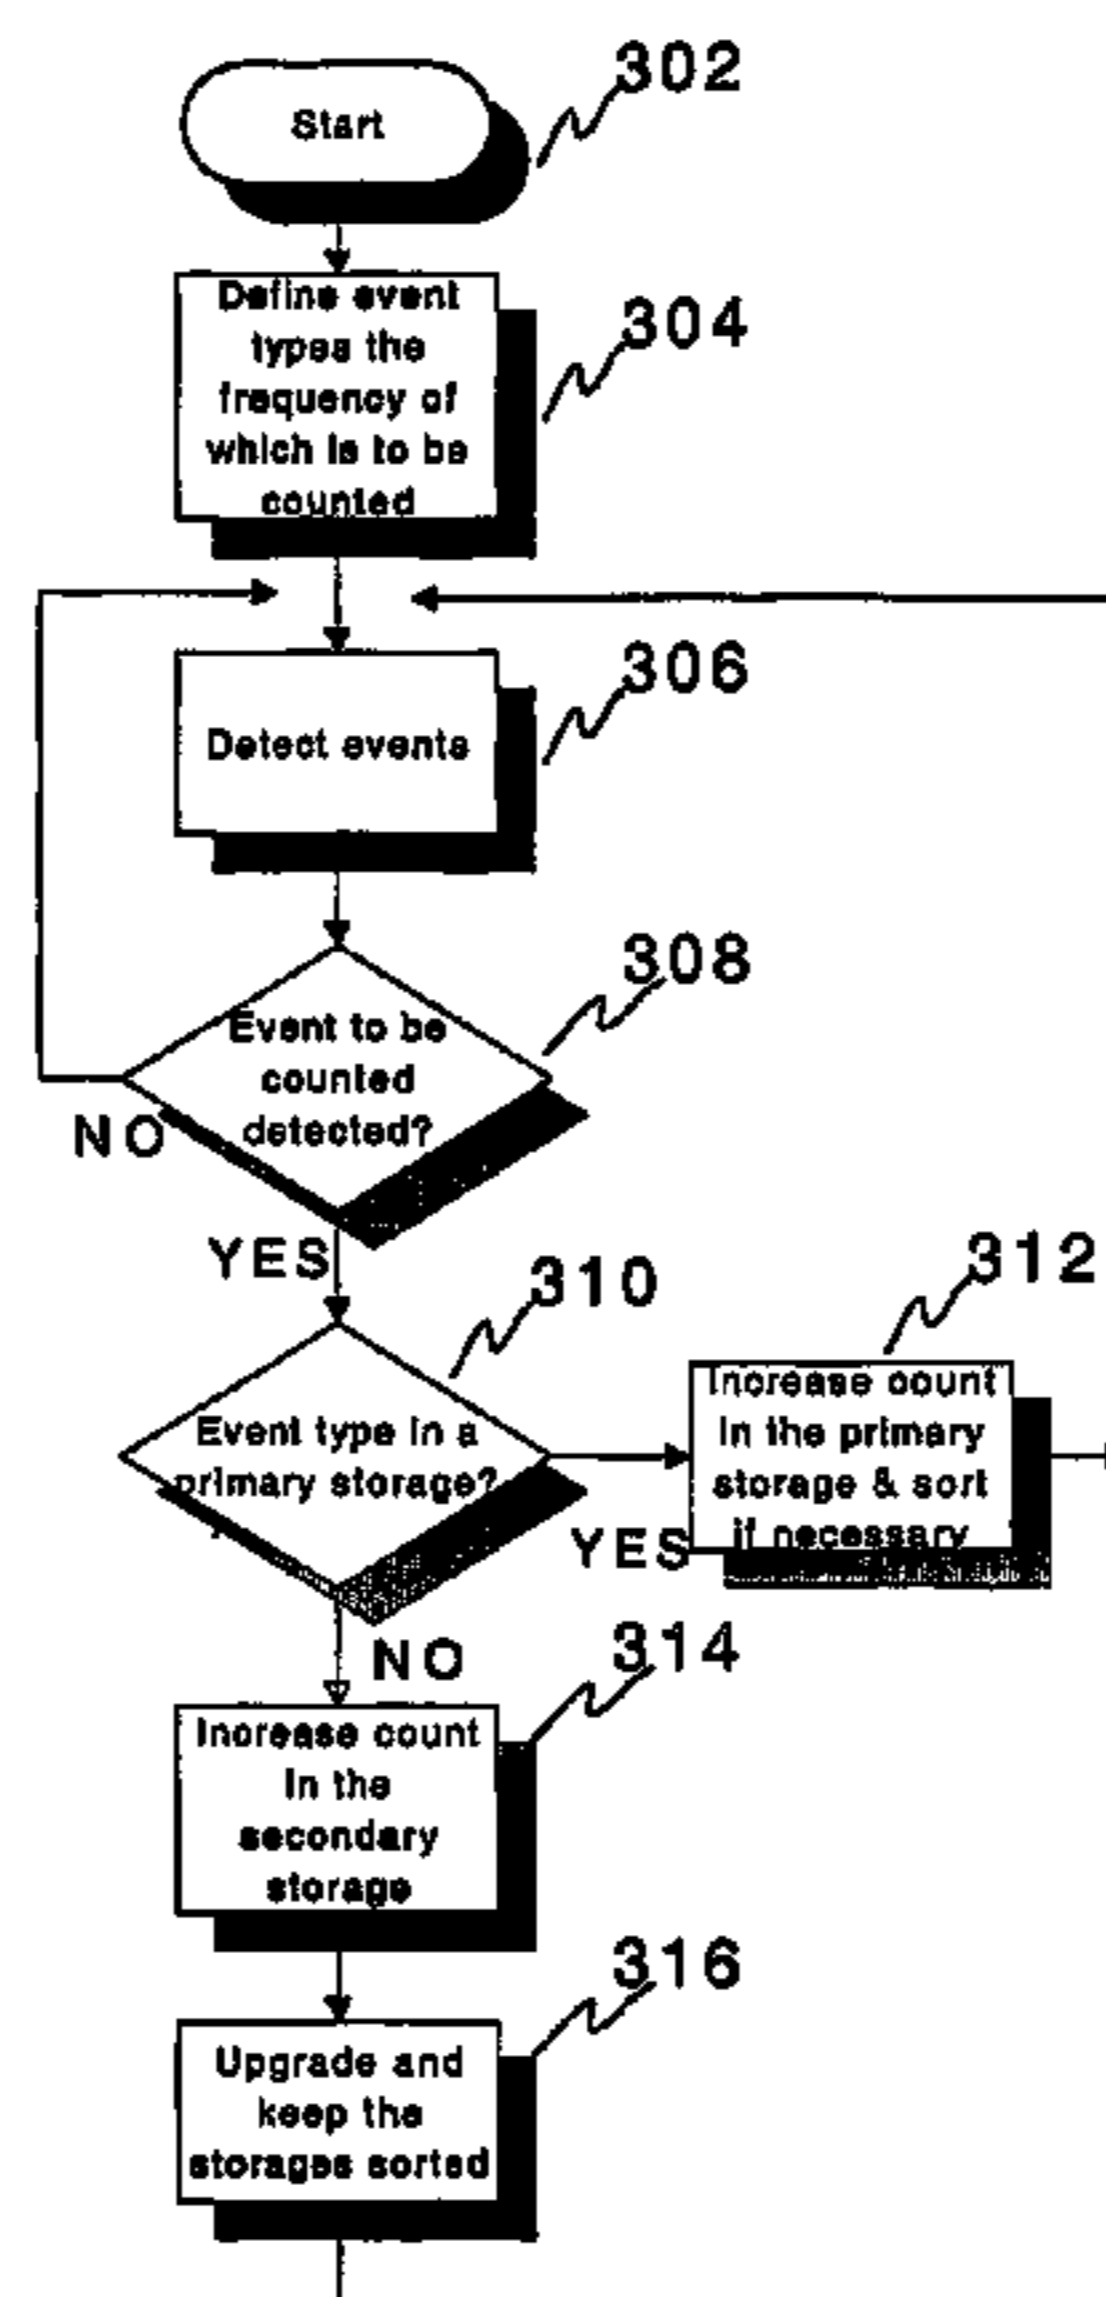 302
Start
304
Define event
types the
frequency of
which is to be
counted
306
Detect events
308
Event to be
counted
detected?
NO
YES
310
312
Event type in a
primary storage?
YES
Increase count
in the primary
storage & sort
if necessary
NO
314
Increase count
in the
secondary
storage
316
Upgrade and
keep the
storages sorted